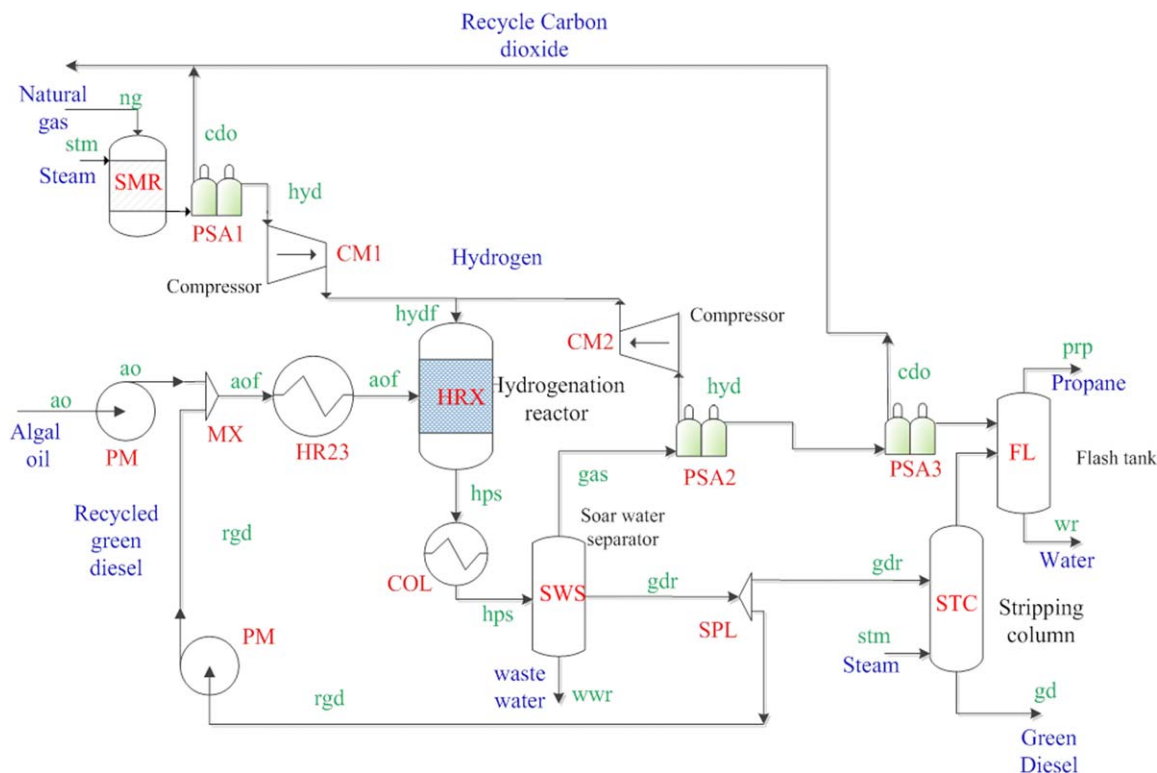 Recycle Carbon
dioxide
Natural
gas
ng
stm
Steam
SMR
cdo
PSA1
hyd
CM1
Compressor
Hydrogen
hydf
CM2
Compressor
ao
ao
Algal
oil
PM
MX
aof
HR23
aof
HRX
Hydrogenation
reactor
hyd
PSA2
cdo
PSA3
prp
Propane
FL
Flash tank
wr
Water
Recycled
green
diesel
rgd
hps
COL
hps
gas
Soar water
separator
SWS
gdr
SPL
gdr
STC
Stripping
column
stm
Steam
PM
rgd
waste
water
wwr
gd
Green
Diesel